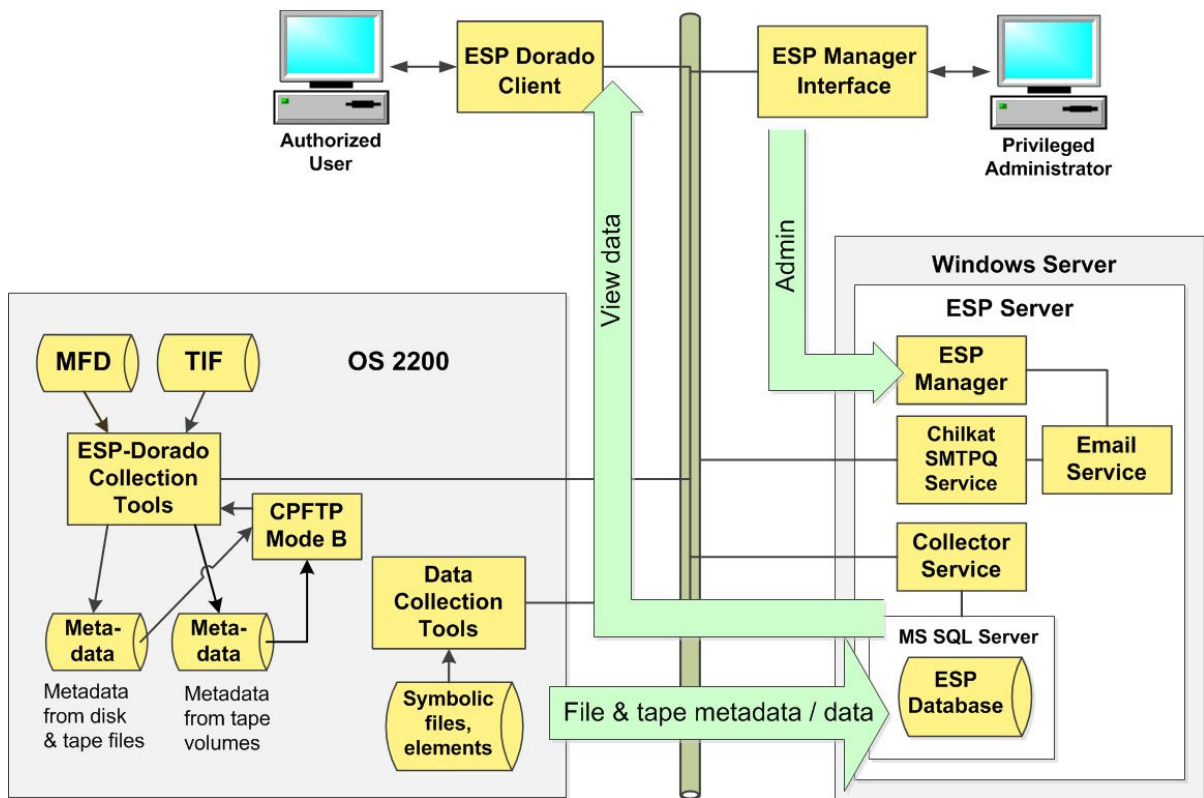 ESP Dorado
Client
ESP Manager
Interface
Authorized
User
Privileged
Administrator
View data
Admin
Windows Server
ESP Server
ESP
Manager
Chilkat
SMTPQ
Service
Email
Service
Collector
Service
MS SQL Server
ESP
Database
OS 2200
MFD
TIF
ESP-Dorado
Collection
Tools
CPFTP
Mode B
Data
Collection
Tools
Meta-
data
Meta-
data
Metadata
from disk
& tape files
Metadata
from tape
volumes
Symbolic
files,
elements
File & tape metadata / data